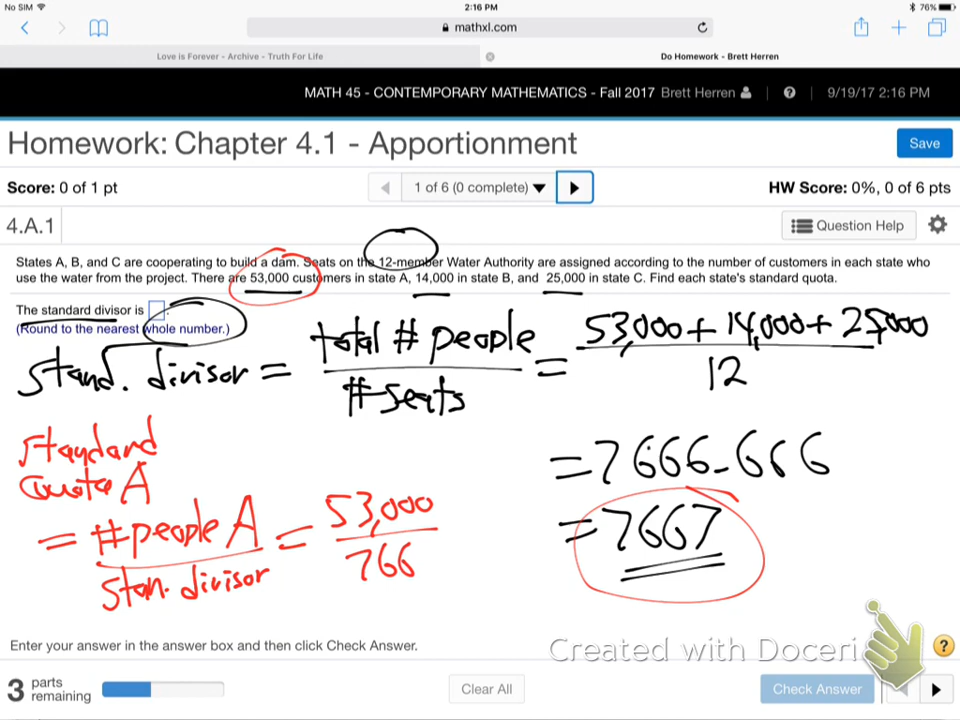 No SIM 2:16 PM 76%
mathxl.com
Love is Forever - Archive - Truth For Life Do Homework - Brett Herren
MATH 45 - CONTEMPORARY MATHEMATICS - Fall 2017 Brett Herren ? 9/19/17 2:16 PM
Homework: Chapter 4.1 - Apportionment Save
Score: 0 of 1 pt 1 of 6 (0 complete) HW Score: 0%, 0 of 6 pts
4.A.1 Question Help
States A, B, and C are cooperating to build a dam. Seats on the 12-member Water Authority are assigned according to the number of customers in each state who
use the water from the project. There are 53,000 customers in state A, 14,000 in state B, and 25,000 in state C. Find each state's standard quota.
The standard divisor is .
(Round to the nearest whole number.)
stand. divisor = total # people / # seats = 53,000 + 14,000 + 25,000 / 12
= 7666.666
= 7667
standard
quota A
= # people A / stan. divisor = 53,000 / 766
Enter your answer in the answer box and then click Check Answer.
Created with Doceri
?
3 parts remaining Clear All Check Answer